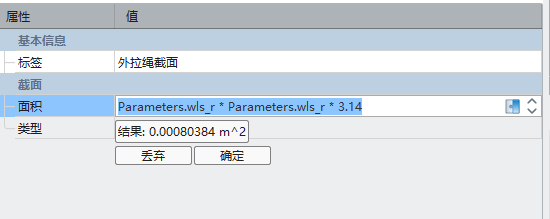 属性 值
基本信息
标签 外拉绳截面
截面
面积 Parameters.wls_r * Parameters.wls_r * 3.14
类型 结果: 0.00080384 m^2
丢弃 确定